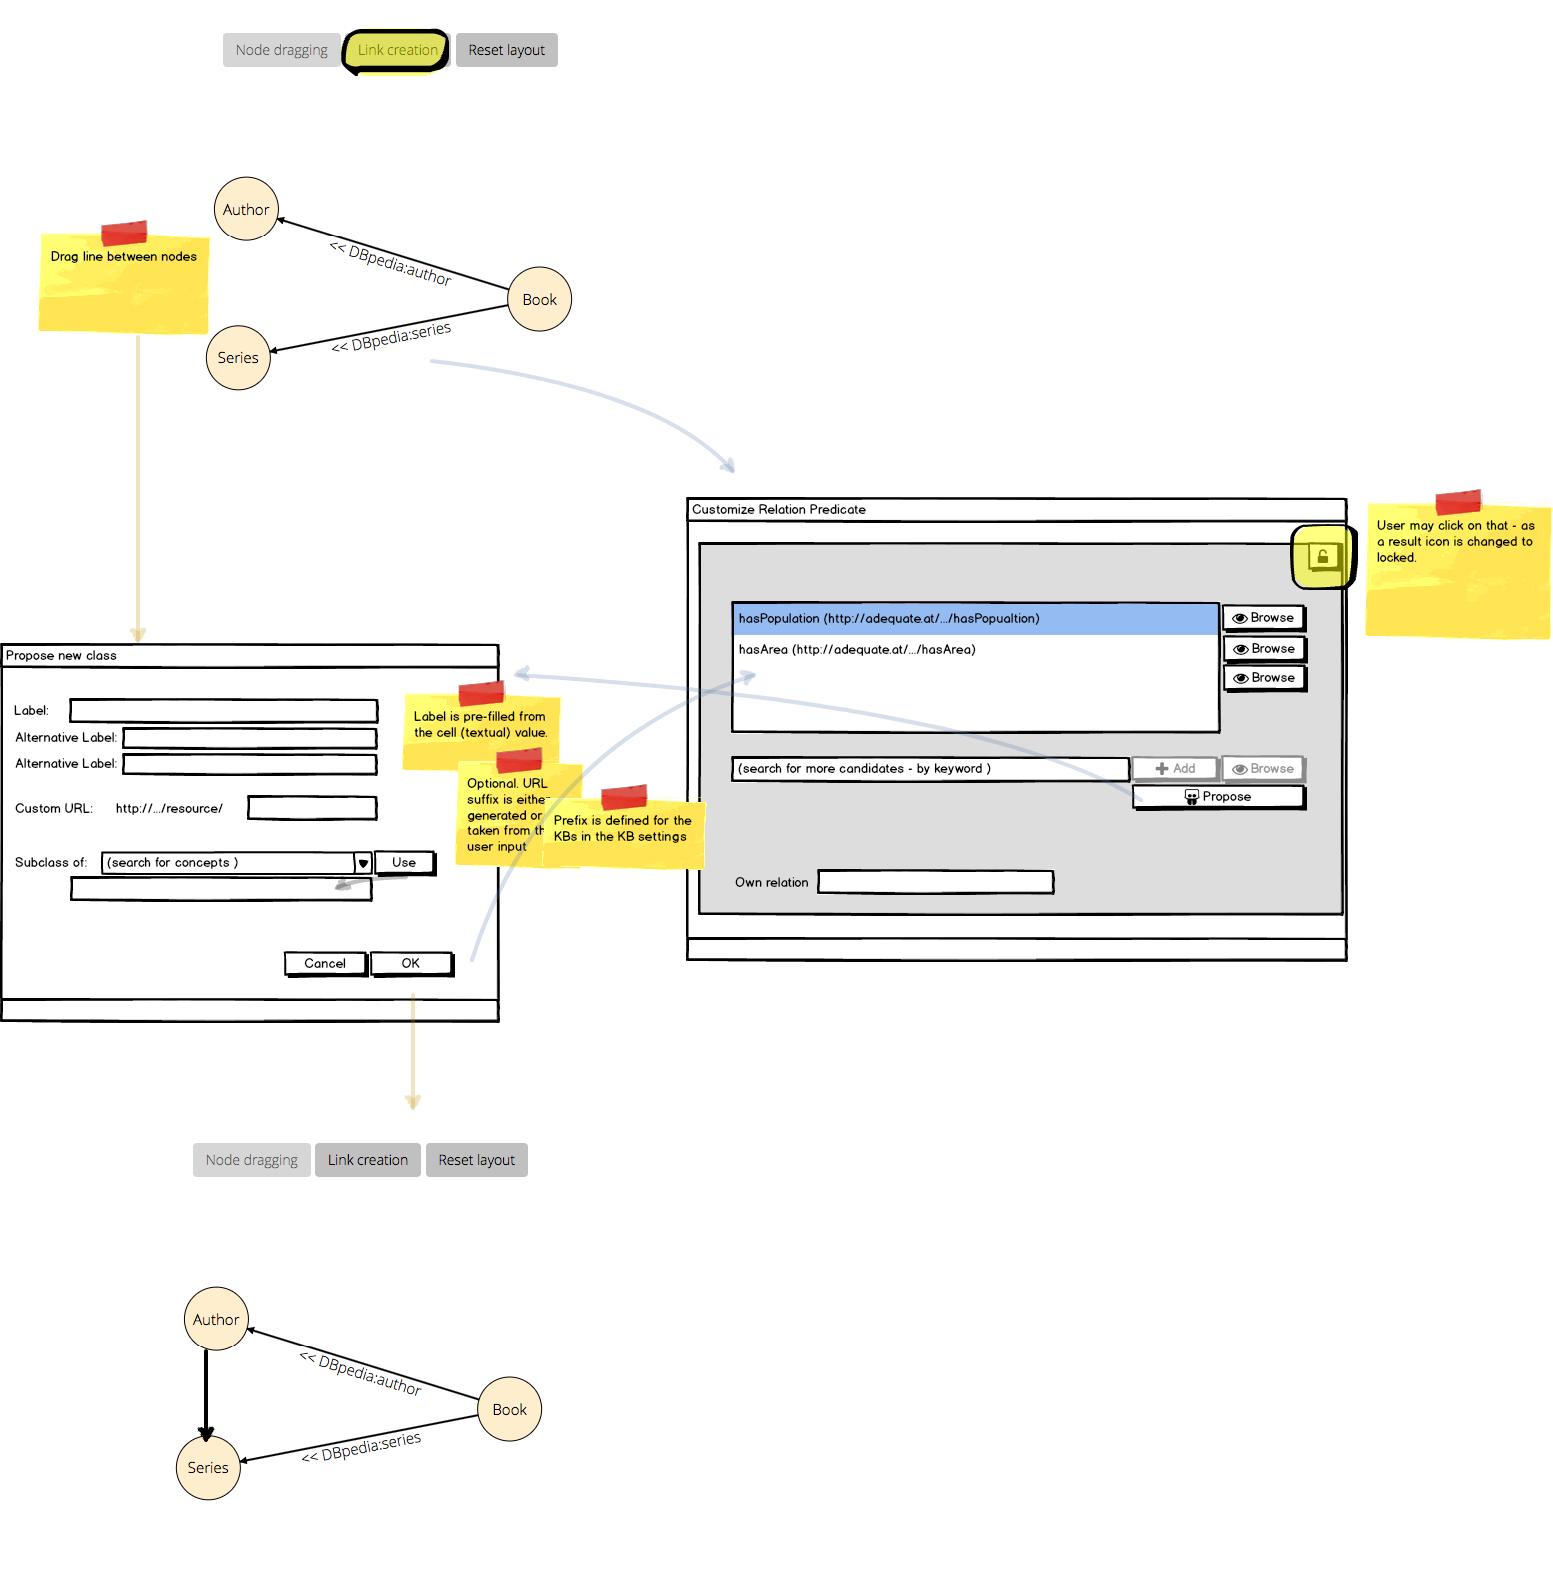 Node dragging
Link creation
Reset layout
Author
<< DBpedia:author
Book
<< DBpedia:series
Series
Drag line between nodes
Customize Relation Predicate
User may click on that - as
a result icon is changed to
locked.
hasPopulation (http://adequate.at/.../hasPopualtion)
Browse
hasArea (http://adequate.at/.../hasArea)
Browse
Browse
(search for more candidates - by keyword )
Add
Browse
Propose
Own relation
Propose new class
Label:
Alternative Label:
Alternative Label:
Custom URL: http://.../resource/
Subclass of: (search for concepts )
Use
Cancel
OK
Label is pre-filled from
the cell (textual) value.
Optional. URL
suffix is eithe
generated or
taken from th
user input
Prefix is defined for the
KBs in the KB settings
Node dragging
Link creation
Reset layout
Author
<< DBpedia:author
Book
<< DBpedia:series
Series